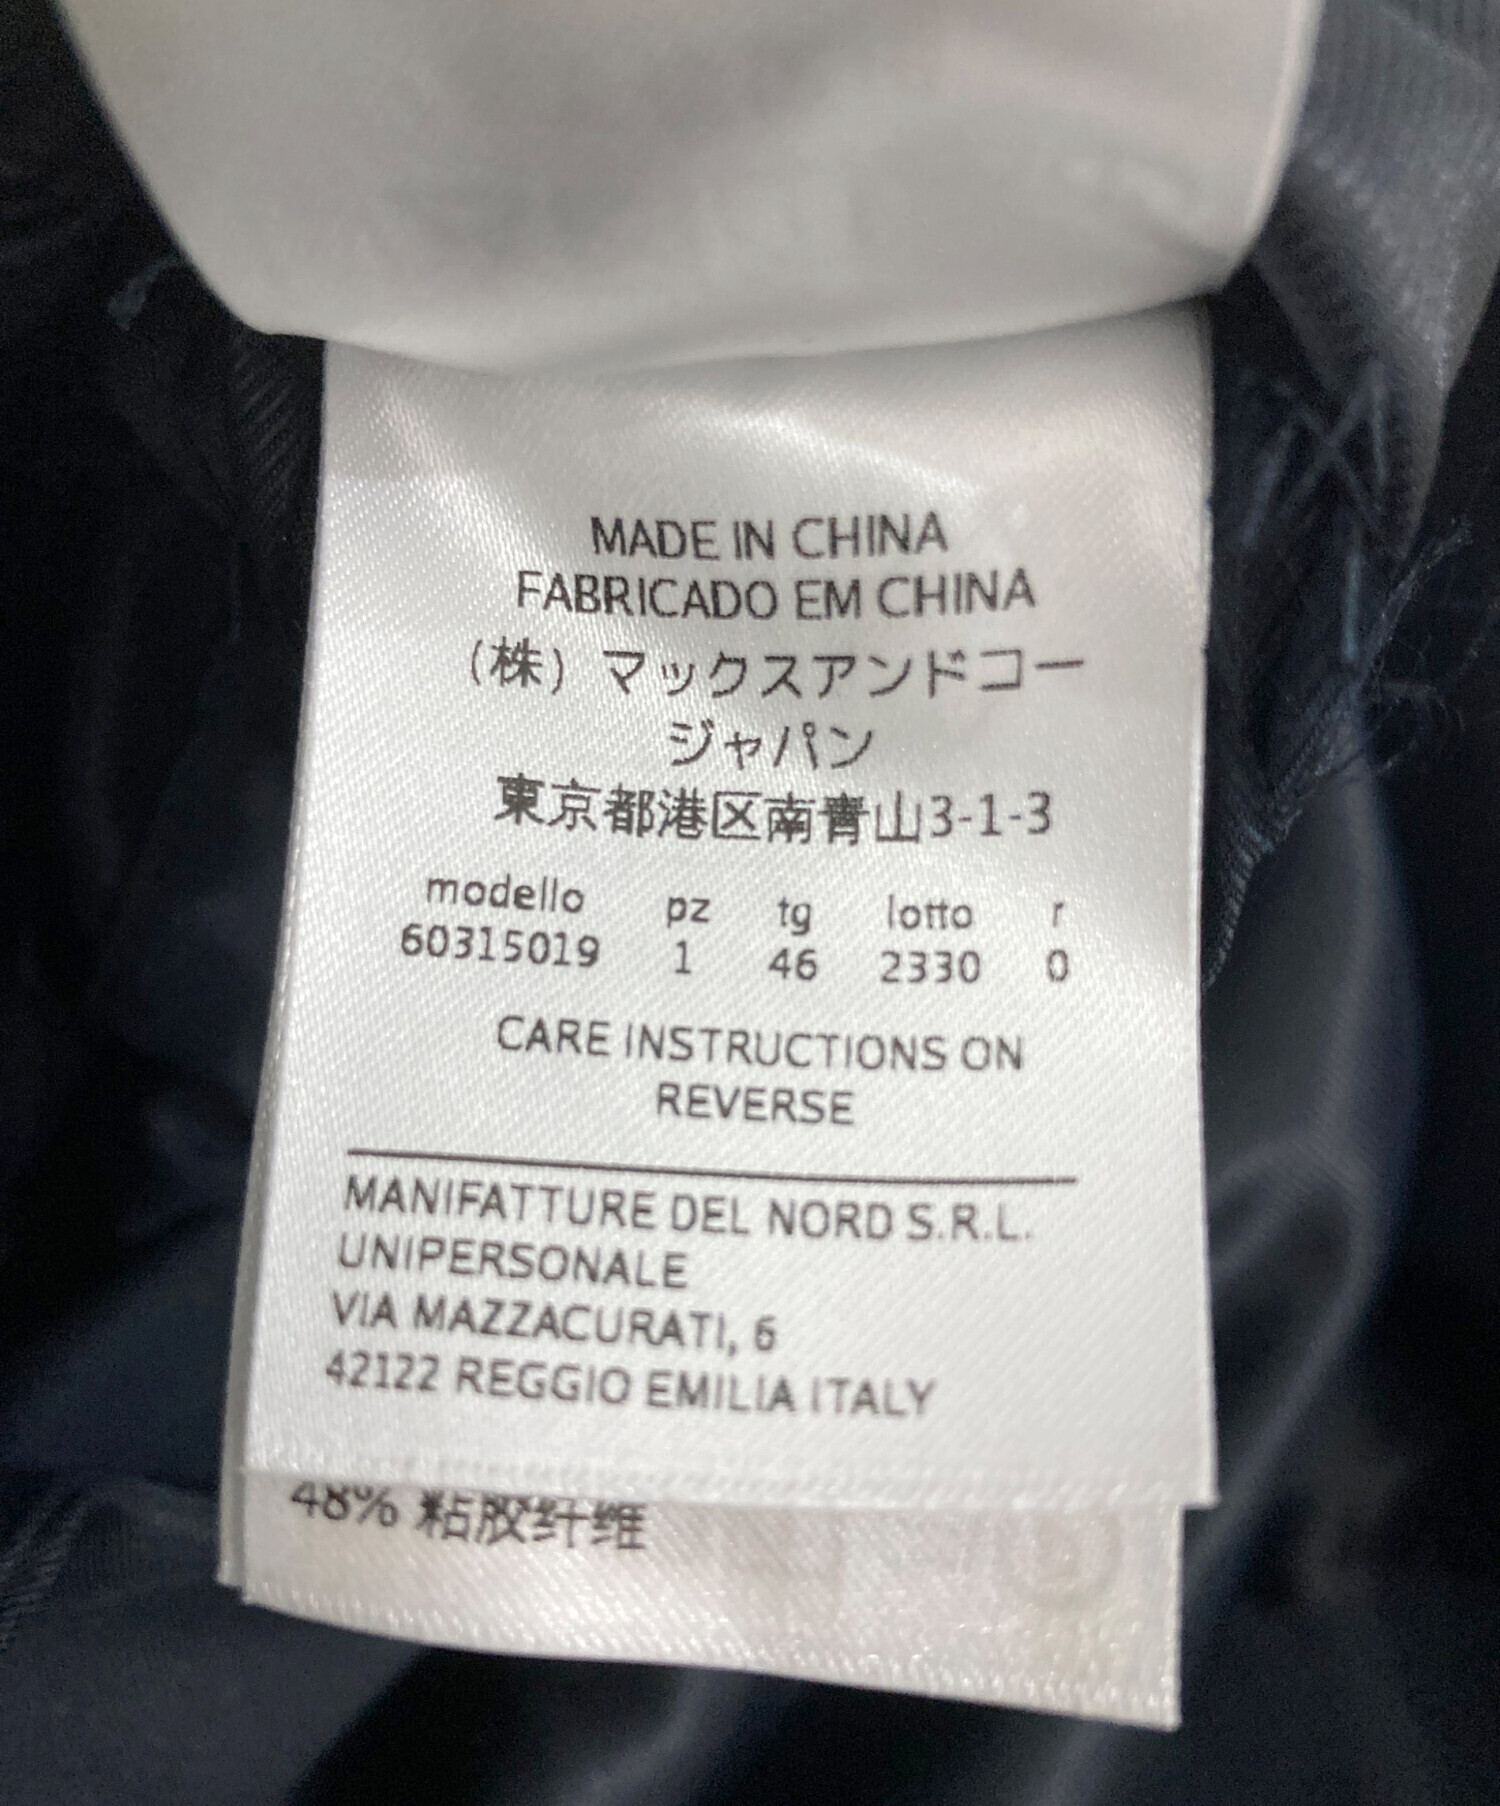 MADE IN CHINA
FABRICADO EM CHINA
(株) マックスアンドコー
ジャパン
東京都港区南青山3-1-3
modello pz tg lotto r
60315019 1 46 2330 0
CARE INSTRUCTIONS ON
REVERSE
MANIFATTURE DEL NORD S.R.L.
UNIPERSONALE
VIA MAZZACURATI, 6
42122 REGGIO EMILIA ITALY
48% 粘胶纤维